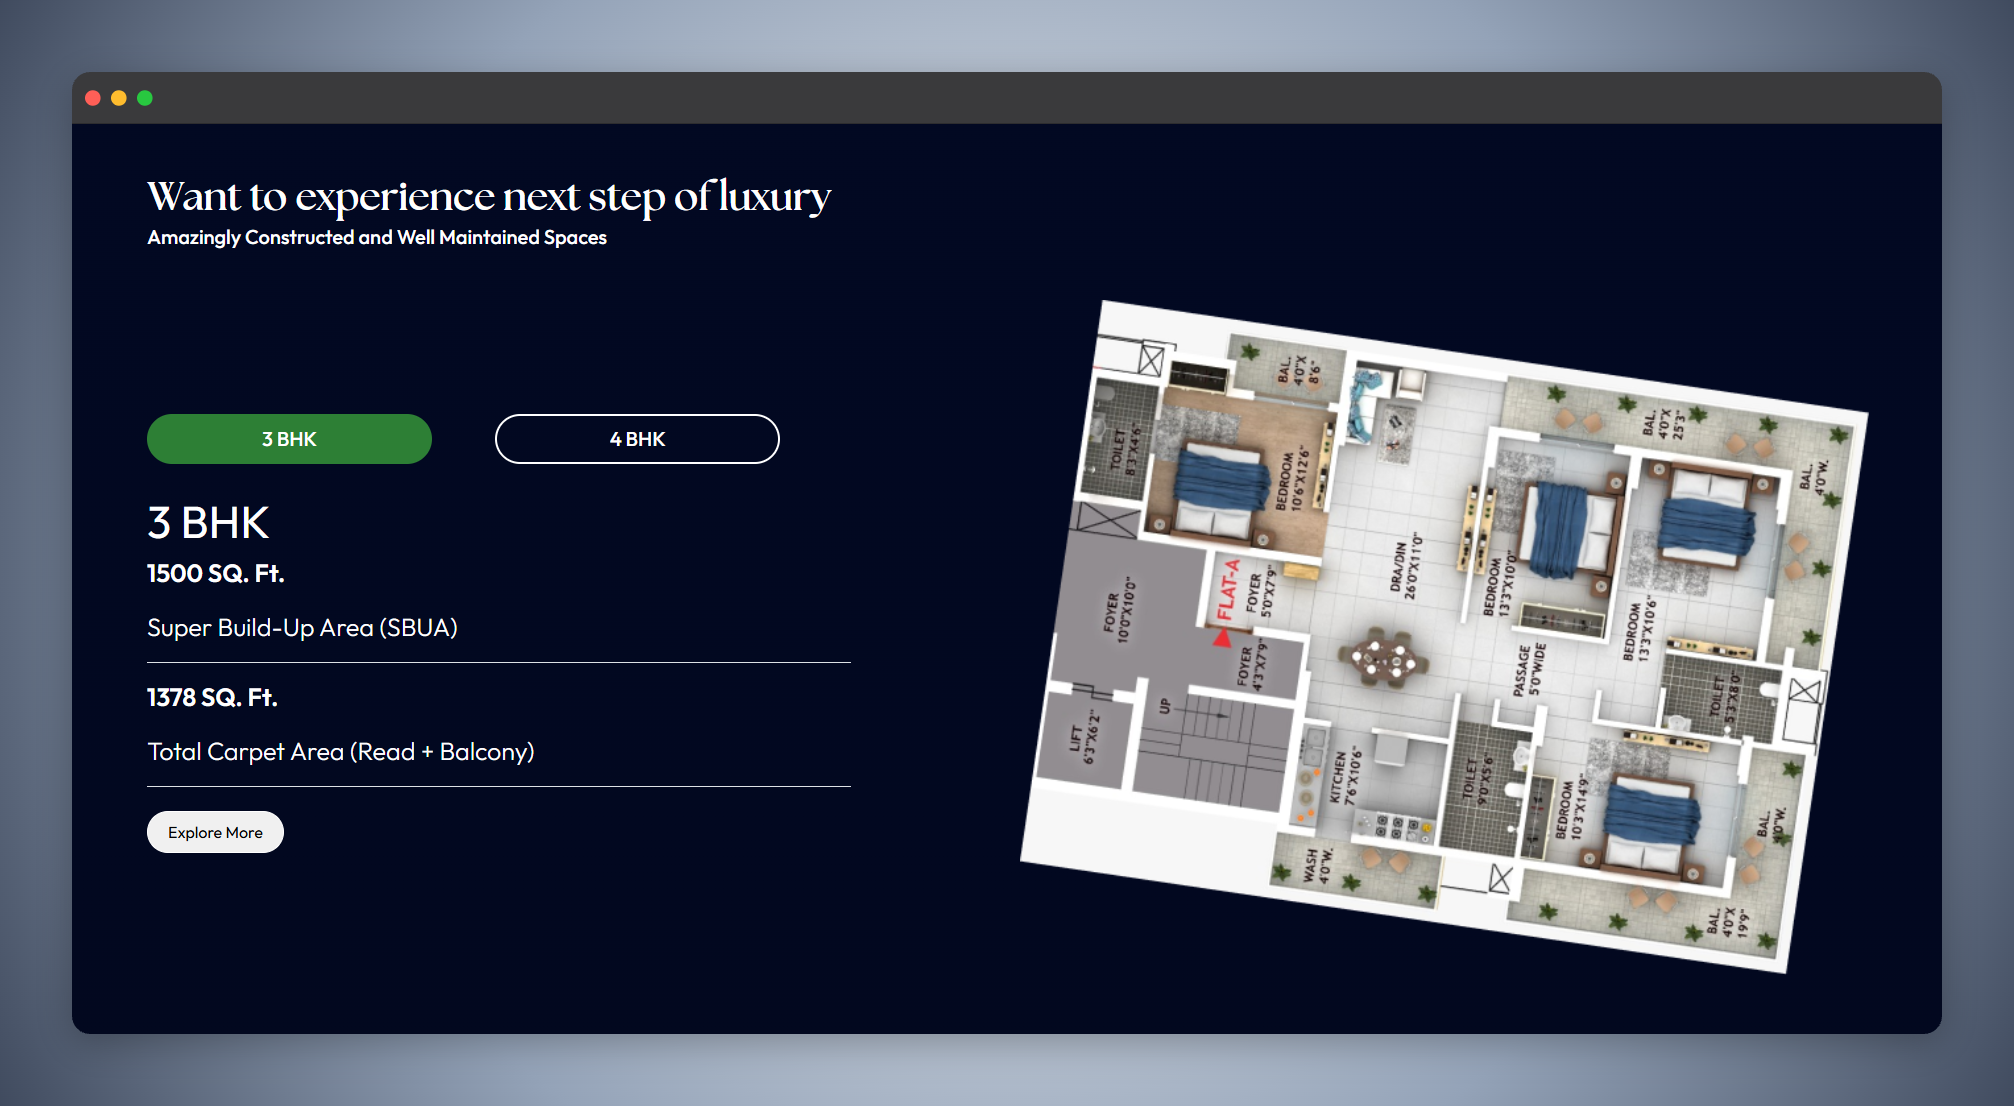 Want to experience next step of luxury
Amazingly Constructed and Well Maintained Spaces
3 BHK
4 BHK
3 BHK
1500 SQ. Ft.
Super Build-Up Area (SBUA)
1378 SQ. Ft.
Total Carpet Area (Read + Balcony)
Explore More
BAL.
4'0"X
8'6"
TOILET
8'3"X4'6"
BEDROOM
10'6"X12'6"
DRA/DIN
26'0"X11'0"
BAL.
4'0"X
25'3"
BAL.
4'0"W.
BEDROOM
13'3"X10'0"
BEDROOM
13'3"X10'6"
FOYER
10'0"X10'0"
FLAT-A
FOYER
5'0"X7'9"
FOYER
4'3"X7'9"
PASSAGE
5'0"WIDE
TOILET
5'3"X8'0"
LIFT
6'3"X6'2"
UP
KITCHEN
7'6"X10'6"
TOILET
9'0"X5'6"
BEDROOM
10'3"X14'9"
BAL.
4'0"W.
WASH
4'0"W.
BAL.
4'0"X
19'9"